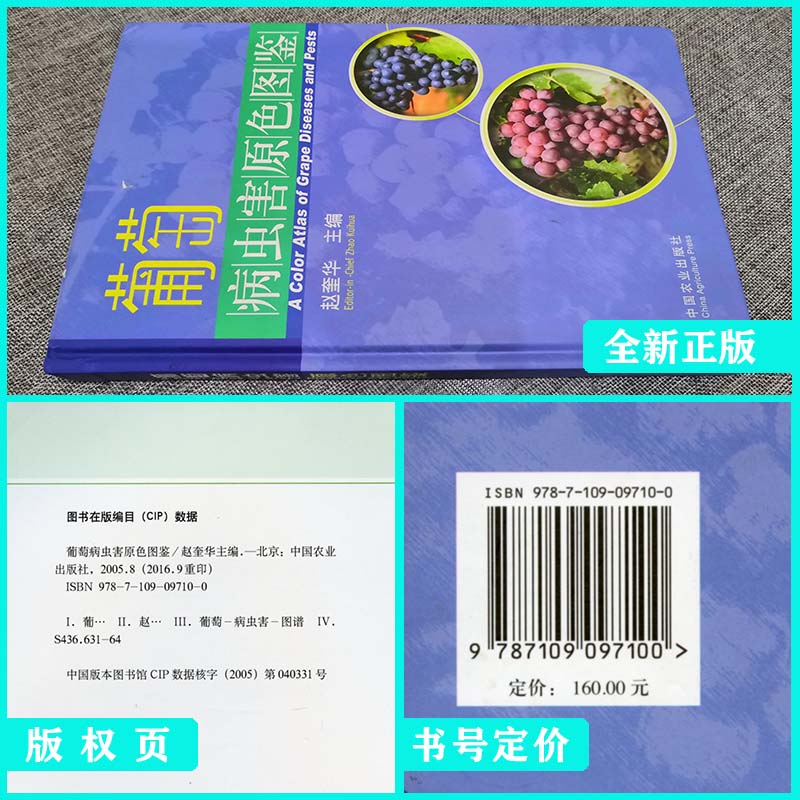 葡萄
病虫害原色图鉴
A Color Atlas of Grape Diseases and Pests
赵奎华 主编
Editor-in-Chief Zhao Kuihua
中国农业出版社
China Agriculture Press
全新正版
图书在版编目（CIP）数据
葡萄病虫害原色图鉴/赵奎华主编.—北京：中国农业
出版社，2005.8（2016.9重印）
ISBN 978-7-109-09710-0
Ⅰ．葡… Ⅱ．赵… Ⅲ．葡萄－病虫害－图谱 Ⅳ．
S436.631-64
中国版本图书馆CIP数据核字（2005）第040331号
版权页
ISBN 978-7-109-09710-0
9 787109 097100 >
定价：160.00元
书号定价